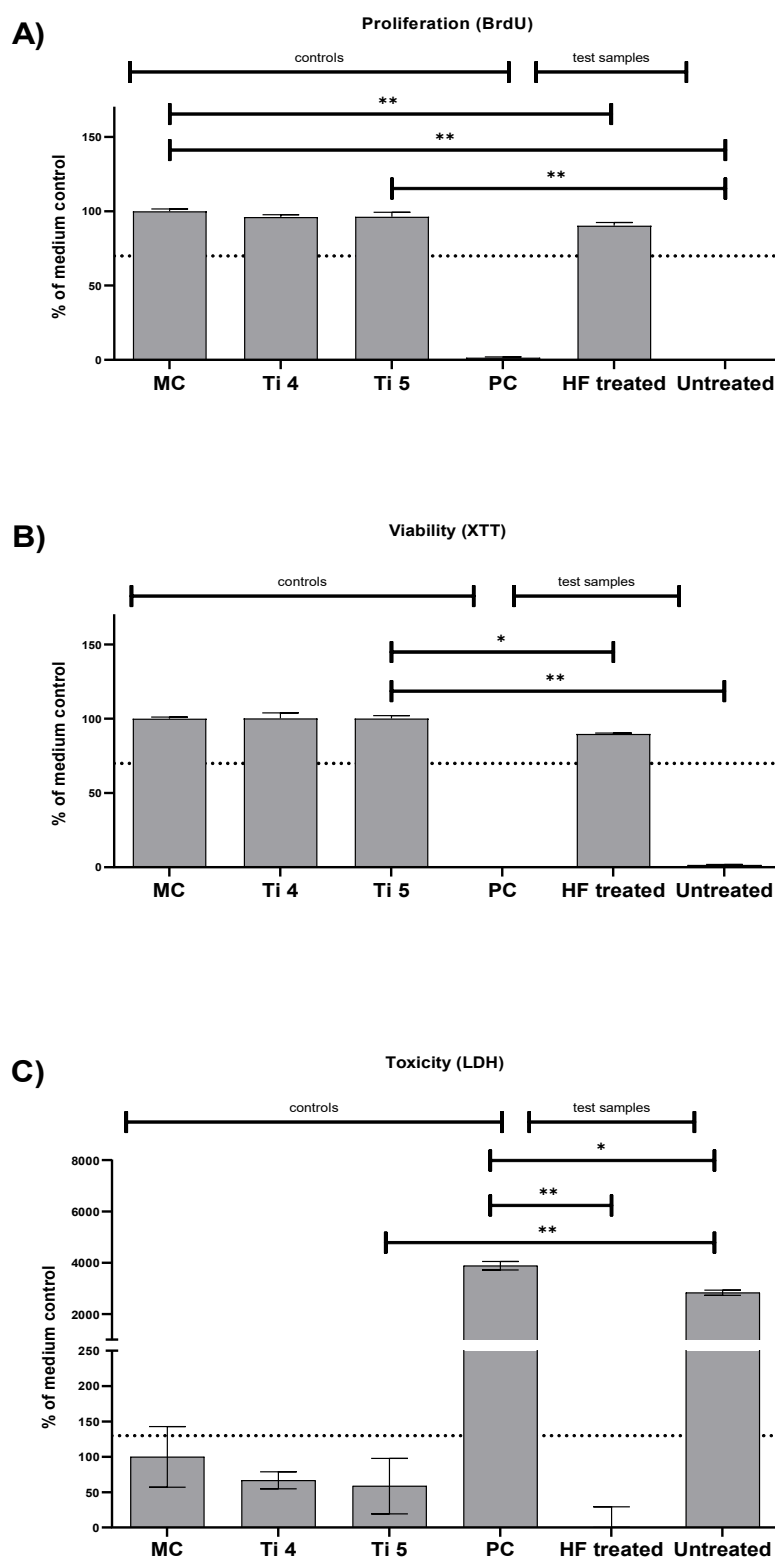 A)
Proliferation (BrdU)
controls
test samples
**
**
**
% of medium control
150
100
50
0
MC Ti 4 Ti 5 PC HF treated Untreated
B)
Viability (XTT)
controls
test samples
*
**
% of medium control
150
100
50
0
MC Ti 4 Ti 5 PC HF treated Untreated
C)
Toxicity (LDH)
controls
test samples
*
**
**
% of medium control
8000
6000
4000
2000
250
200
150
100
50
0
MC Ti 4 Ti 5 PC HF treated Untreated